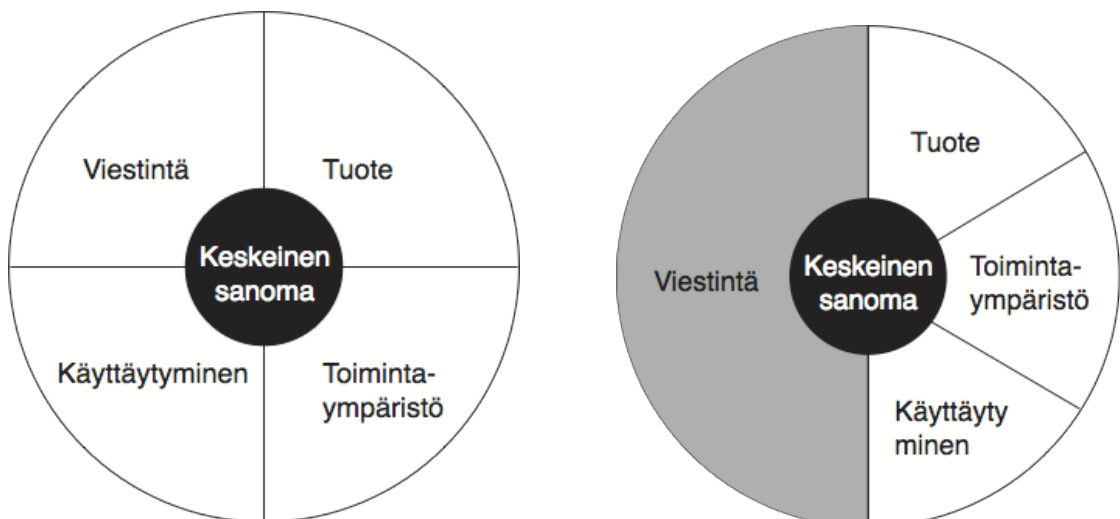 Viestintä
Tuote
Keskeinen
sanoma
Käyttäytyminen
Toiminta-
ympäristö
Tuote
Viestintä
Keskeinen
sanoma
Toiminta-
ympäristö
Käyttäyty
minen